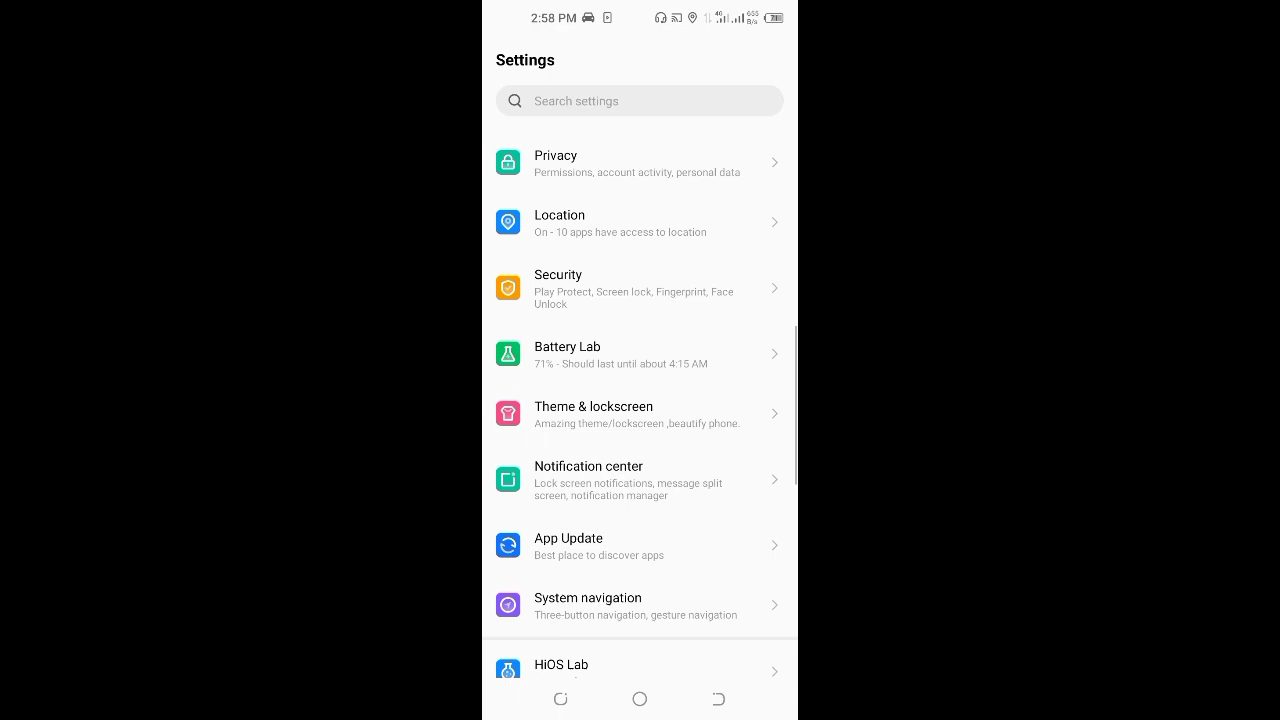 2:58 PM
4G
655
B/s
Settings
Search settings
Privacy
Permissions, account activity, personal data
Location
On - 10 apps have access to location
Security
Play Protect, Screen lock, Fingerprint, Face
Unlock
Battery Lab
71% - Should last until about 4:15 AM
Theme & lockscreen
Amazing theme/lockscreen ,beautify phone.
Notification center
Lock screen notifications, message split
screen, notification manager
App Update
Best place to discover apps
System navigation
Three-button navigation, gesture navigation
HiOS Lab